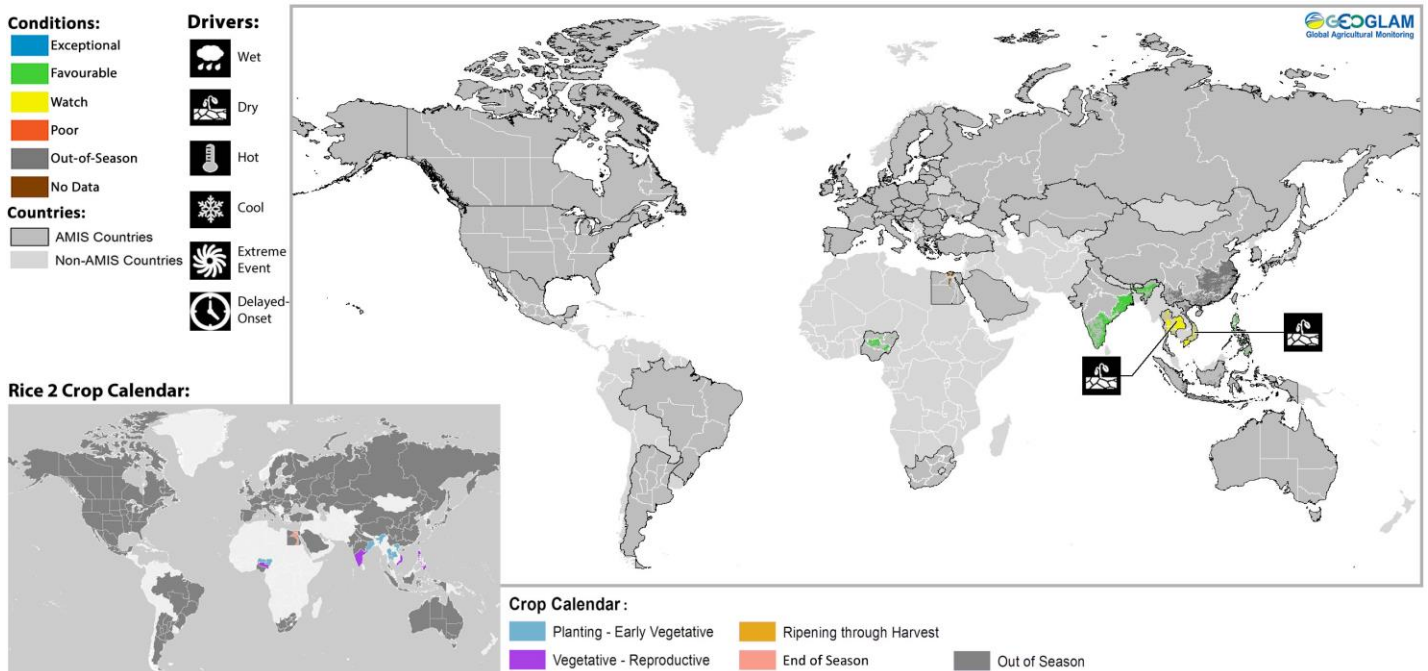 Conditions:
Exceptional
Favourable
Watch
Poor
Out-of-Season
No Data
Countries:
AMIS Countries
Non-AMIS Countries
Drivers:
Wet
Dry
Hot
Cool
Extreme
Event
Delayed-
Onset
GEOGLAM
Global Agricultural Monitoring
Rice 2 Crop Calendar:
Crop Calendar :
Planting - Early Vegetative
Vegetative - Reproductive
Ripening through Harvest
End of Season
Out of Season